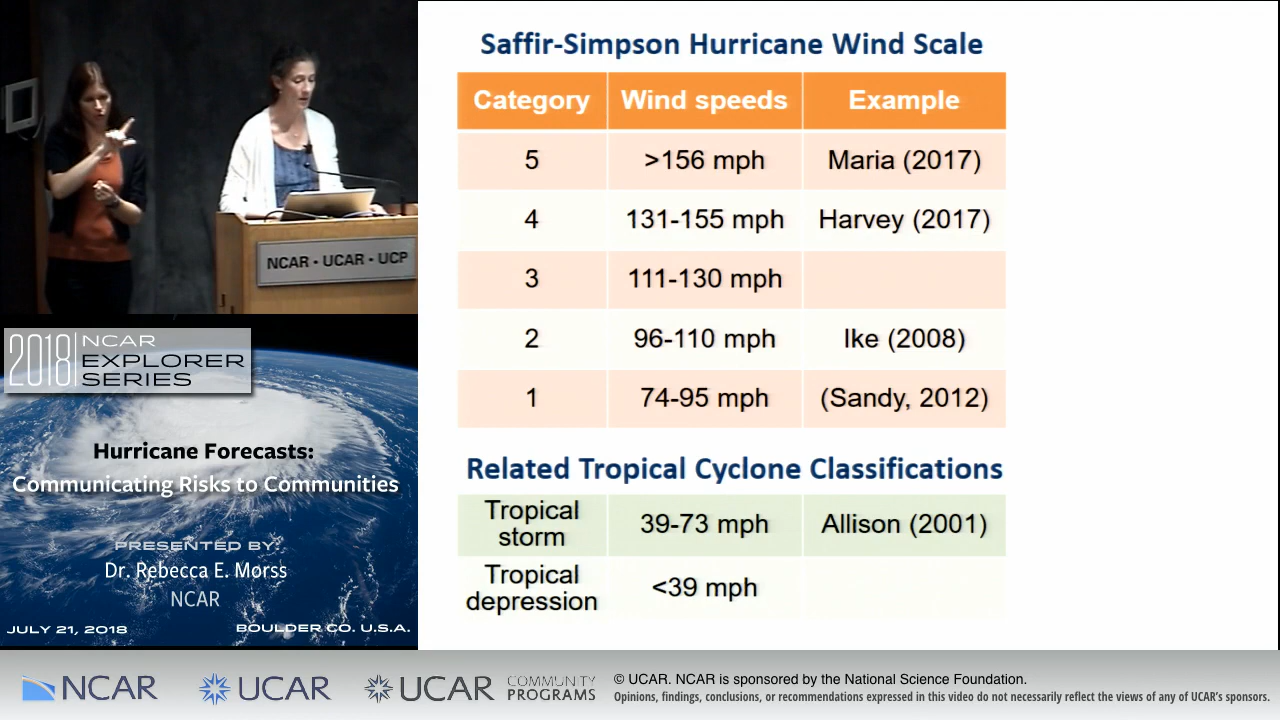 Saffir-Simpson Hurricane Wind Scale
Category Wind speeds Example
5 >156 mph Maria (2017)
4 131-155 mph Harvey (2017)
3 111-130 mph
2 96-110 mph Ike (2008)
1 74-95 mph (Sandy, 2012)
Related Tropical Cyclone Classifications
Tropical storm 39-73 mph Allison (2001)
Tropical depression <39 mph
NCAR • UCAR • UCP
2018 NCAR
EXPLORER
SERIES
Hurricane Forecasts:
Communicating Risks to Communities
PRESENTED BY:
Dr. Rebecca E. Morss
NCAR
JULY 21, 2018 BOULDER CO. U.S.A.
NCAR UCAR UCAR COMMUNITY PROGRAMS
© UCAR. NCAR is sponsored by the National Science Foundation.
Opinions, findings, conclusions, or recommendations expressed in this video do not necessarily reflect the views of any of UCAR's sponsors.